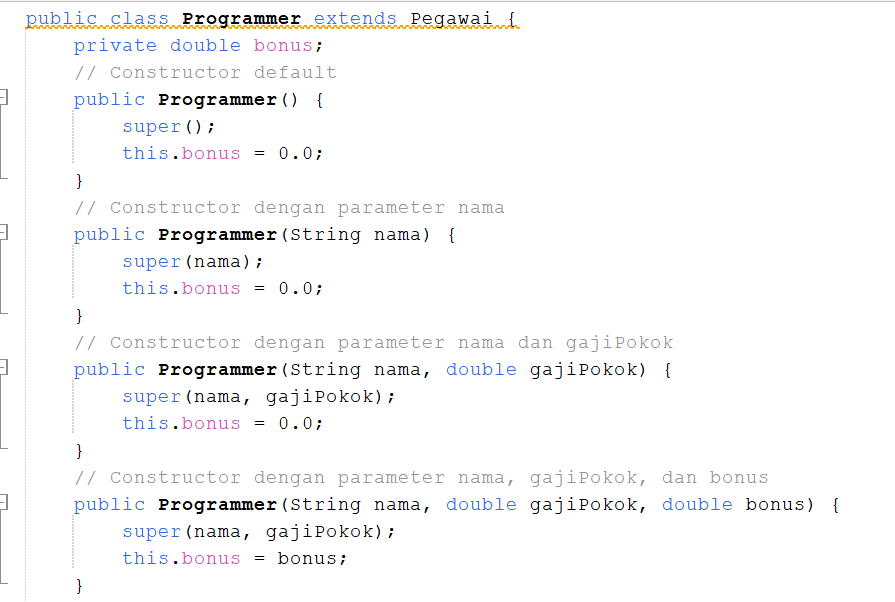 public class Programmer extends Pegawai {
    private double bonus;
    // Constructor default
    public Programmer() {
        super();
        this.bonus = 0.0;
    }
    // Constructor dengan parameter nama
    public Programmer(String nama) {
        super(nama);
        this.bonus = 0.0;
    }
    // Constructor dengan parameter nama dan gajiPokok
    public Programmer(String nama, double gajiPokok) {
        super(nama, gajiPokok);
        this.bonus = 0.0;
    }
    // Constructor dengan parameter nama, gajiPokok, dan bonus
    public Programmer(String nama, double gajiPokok, double bonus) {
        super(nama, gajiPokok);
        this.bonus = bonus;
    }